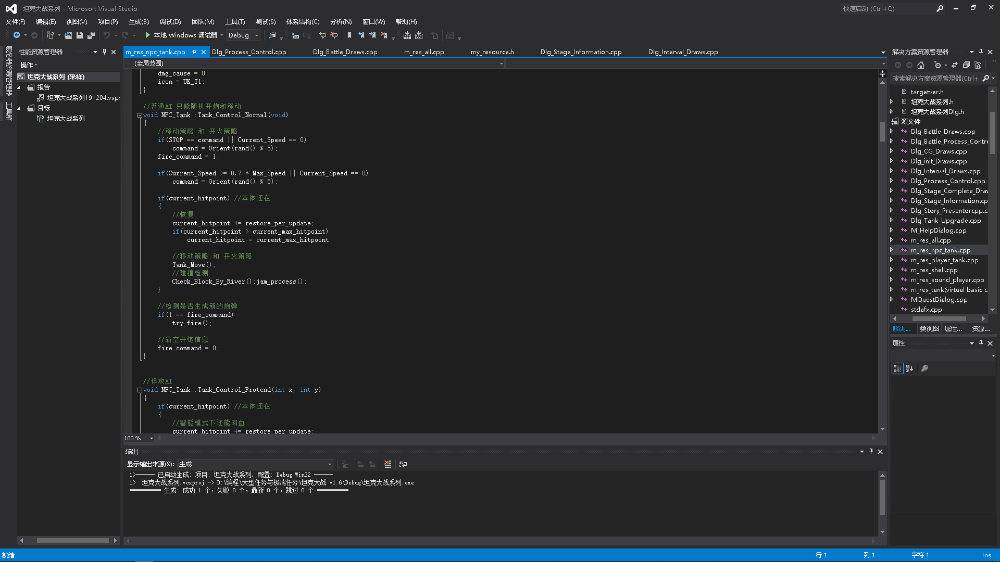 坦克大战系列 - Microsoft Visual Studio
快速启动 (Ctrl+Q)
文件(F) 编辑(E) 视图(V) 项目(P) 生成(B) 调试(D) 团队(M) 工具(T) 测试(S) 体系结构(C) 分析(N) 窗口(W) 帮助(H)
本地 Windows 调试器 Debug
服务器资源管理器
工具箱
性能资源管理器
操作
坦克大战系列 (采样)
报告
坦克大战系列191204.vsp
目标
坦克大战系列
m_res_npc_tank.cpp Dlg_Process_Control.cpp Dlg_Battle_Draws.cpp m_res_all.cpp my_resource.h Dlg_Stage_Information.cpp Dlg_Interval_Draws.cpp
(全局范围)
dmg_cause = 0;
icon = UK_T1;
}
//普通AI 只能随机开炮和移动
void NPC_Tank::Tank_Control_Normal(void)
{
//移动策略 和 开火策略
if(STOP == command || Current_Speed == 0)
command = Orient(rand() % 5);
fire_command = 1;
if(Current_Speed >= 0.7 * Max_Speed || Current_Speed == 0)
command = Orient(rand() % 5);
if(current_hitpoint) //本体还在
{
//恢复
current_hitpoint += restore_per_update;
if(current_hitpoint > current_max_hitpoint)
current_hitpoint = current_max_hitpoint;
//移动策略 和 开火策略
Tank_Move();
//碰撞检测
Check_Block_By_River();jam_process();
}
//检测是否生成新的炮弹
if(1 == fire_command)
try_fire();
//清空开炮信息
fire_command = 0;
}
//佯攻AI
void NPC_Tank::Tank_Control_Protend(int x, int y)
{
if(current_hitpoint) //本体还在
{
//智能模式下还能回血
current_hitpoint += restore_per_update;
100 %
输出
显示输出来源(S): 生成
1>------ 已启动生成: 项目: 坦克大战系列, 配置: Debug Win32 ------
1> 坦克大战系列.vcxproj -> D:\编程\大型任务与极端任务\坦克大战 v1.6\Debug\坦克大战系列.exe
========== 生成: 成功 1 个，失败 0 个，最新 0 个，跳过 0 个 ==========
解决方案资源管理器
搜索解决方案资源管理器(Ctrl+
targetver.h
坦克大战系列.h
坦克大战系列Dlg.h
源文件
Dlg_Battle_Draws.cpp
Dlg_Battle_Process_Contro
Dlg_CG_Draws.cpp
Dlg_init_Draws.cpp
Dlg_Interval_Draws.cpp
Dlg_Process_Control.cpp
Dlg_Stage_Complete_Draw
Dlg_Stage_Information.cp
Dlg_Story_Presentorcpp.c
Dlg_Tank_Upgrade.cpp
M_HelpDialog.cpp
m_res_all.cpp
m_res_npc_tank.cpp
m_res_player_tank.cpp
m_res_shell.cpp
m_res_sound_player.cpp
m_res_tank(virtual basic c
MQuestDialog.cpp
stdafx.cpp
解决... 类视图 属性... 资源...
属性
就绪 行 1 列 1 字符 1 Ins